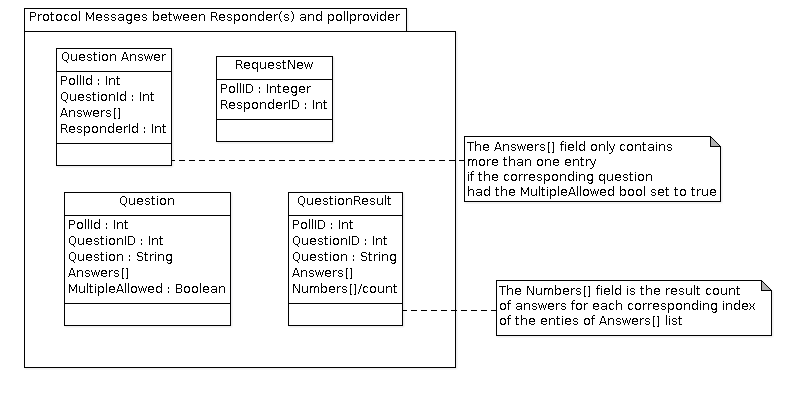 Protocol Messages between Responder(s) and pollprovider
Question Answer
PollId : Int
QuestionId : Int
Answers[]
ResponderId : Int
RequestNew
PollID : Integer
ResponderID : Int
The Answers[] field only contains
more than one entry
if the corresponding question
had the MultipleAllowed bool set to true
Question
PollId : Int
QuestionID : Int
Question : String
Answers[]
MultipleAllowed : Boolean
QuestionResult
PollID : Int
QuestionID : Int
Question : String
Answers[]
Numbers[]/count
The Numbers[] field is the result count
of answers for each corresponding index
of the enties of Answers[] list